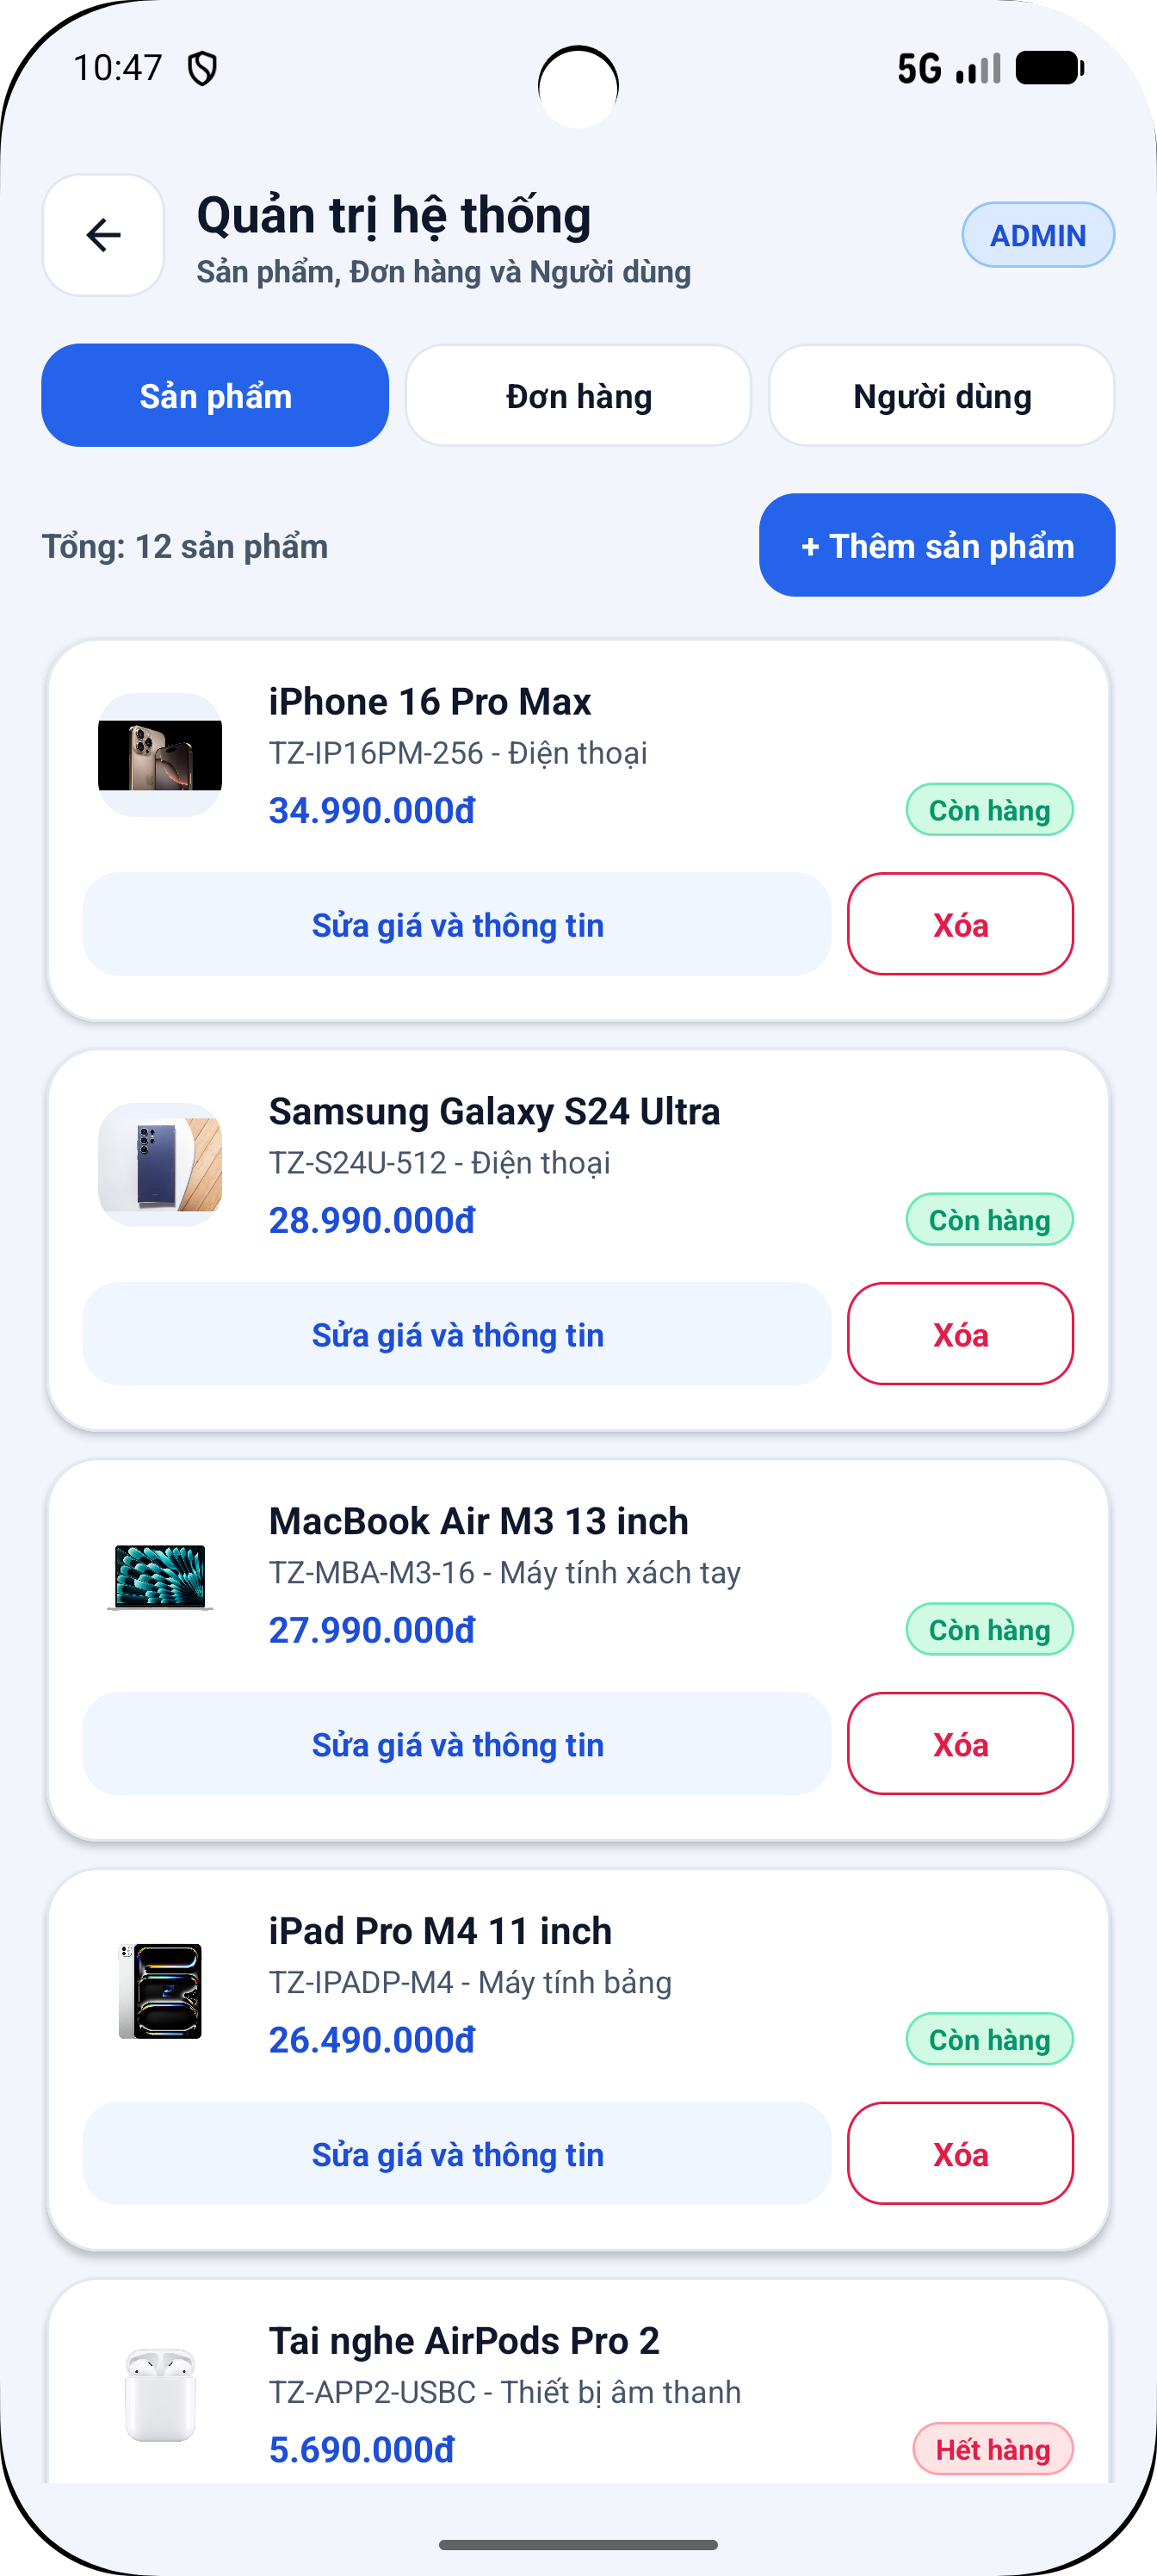 10:47
5G
Quản trị hệ thống
Sản phẩm, Đơn hàng và Người dùng
ADMIN
Sản phẩm
Đơn hàng
Người dùng
Tổng: 12 sản phẩm
+ Thêm sản phẩm
iPhone 16 Pro Max
TZ-IP16PM-256 - Điện thoại
34.990.000đ
Còn hàng
Sửa giá và thông tin
Xóa
Samsung Galaxy S24 Ultra
TZ-S24U-512 - Điện thoại
28.990.000đ
Còn hàng
Sửa giá và thông tin
Xóa
MacBook Air M3 13 inch
TZ-MBA-M3-16 - Máy tính xách tay
27.990.000đ
Còn hàng
Sửa giá và thông tin
Xóa
iPad Pro M4 11 inch
TZ-IPADP-M4 - Máy tính bảng
26.490.000đ
Còn hàng
Sửa giá và thông tin
Xóa
Tai nghe AirPods Pro 2
TZ-APP2-USBC - Thiết bị âm thanh
5.690.000đ
Hết hàng